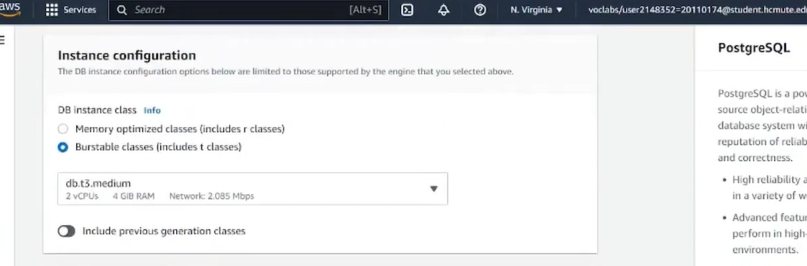 aws Services Search [Alt+S] N. Virginia voclabs/user2148352=20110174@student.hcmute.ed
Instance configuration
The DB instance configuration options below are limited to those supported by the engine that you selected above.
DB instance class Info
Memory optimized classes (includes r classes)
Burstable classes (includes t classes)
db.t3.medium
2 vCPUs 4 GiB RAM Network: 2.085 Mbps
Include previous generation classes
PostgreSQL
PostgreSQL is a po
source object-relati
database system wi
reputation of reliab
and correctness.
• High reliability a
in a variety of w
• Advanced featur
perform in high-
environments.